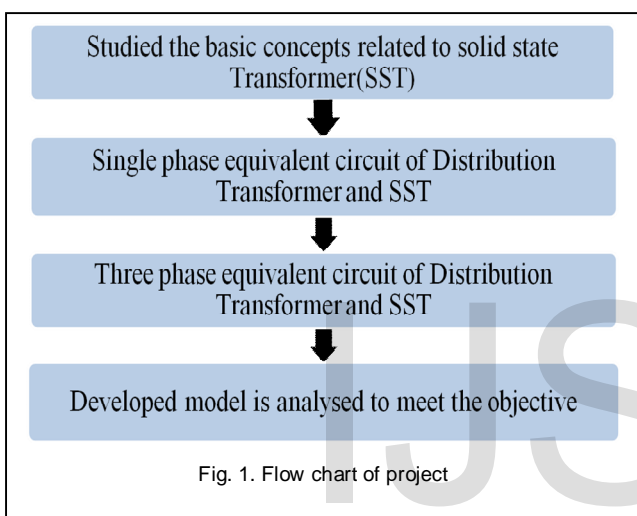 Studied the basic concepts related to solid state
Transformer(SST)
Single phase equivalent circuit of Distribution
Transformer and SST
Three phase equivalent circuit of Distribution
Transformer and SST
Developed model is analysed to meet the objective
Fig. 1. Flow chart of project
IJS